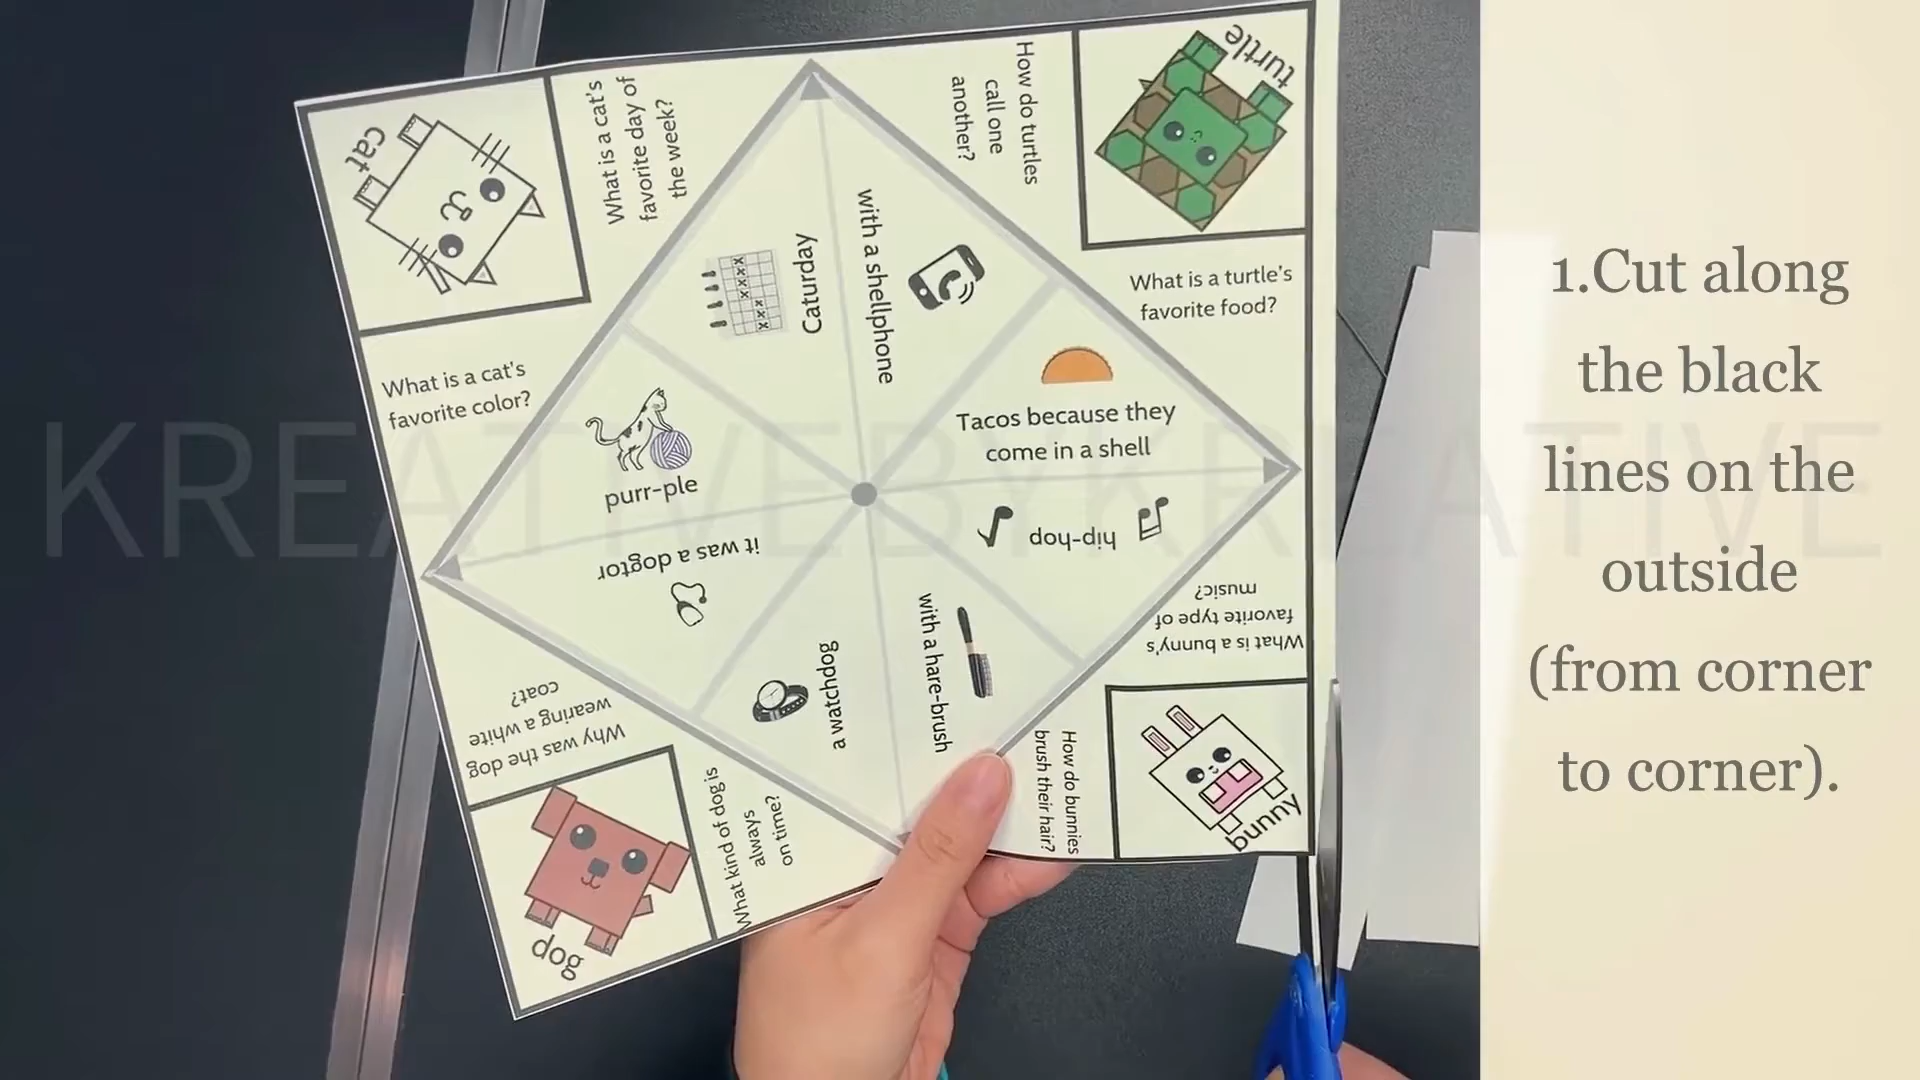 cat
What is a cat's
favorite day of
the week?
How do turtles
call one
another?
turtle
What is a turtle's
favorite food?
Caturday
with a shellphone
What is a cat's
favorite color?
purr-ple
Tacos because they
come in a shell
hip-hop
it was a dogtor
a watchdog
with a hare-brush
What is a bunny's
favorite type of
music?
Why was the dog
wearing a white
coat?
What kind of dog is
always
on time?
How do bunnies
brush their hair?
dog
bunny
KREATIVEBYKREATIVE
1.Cut along
the black
lines on the
outside
(from corner
to corner).